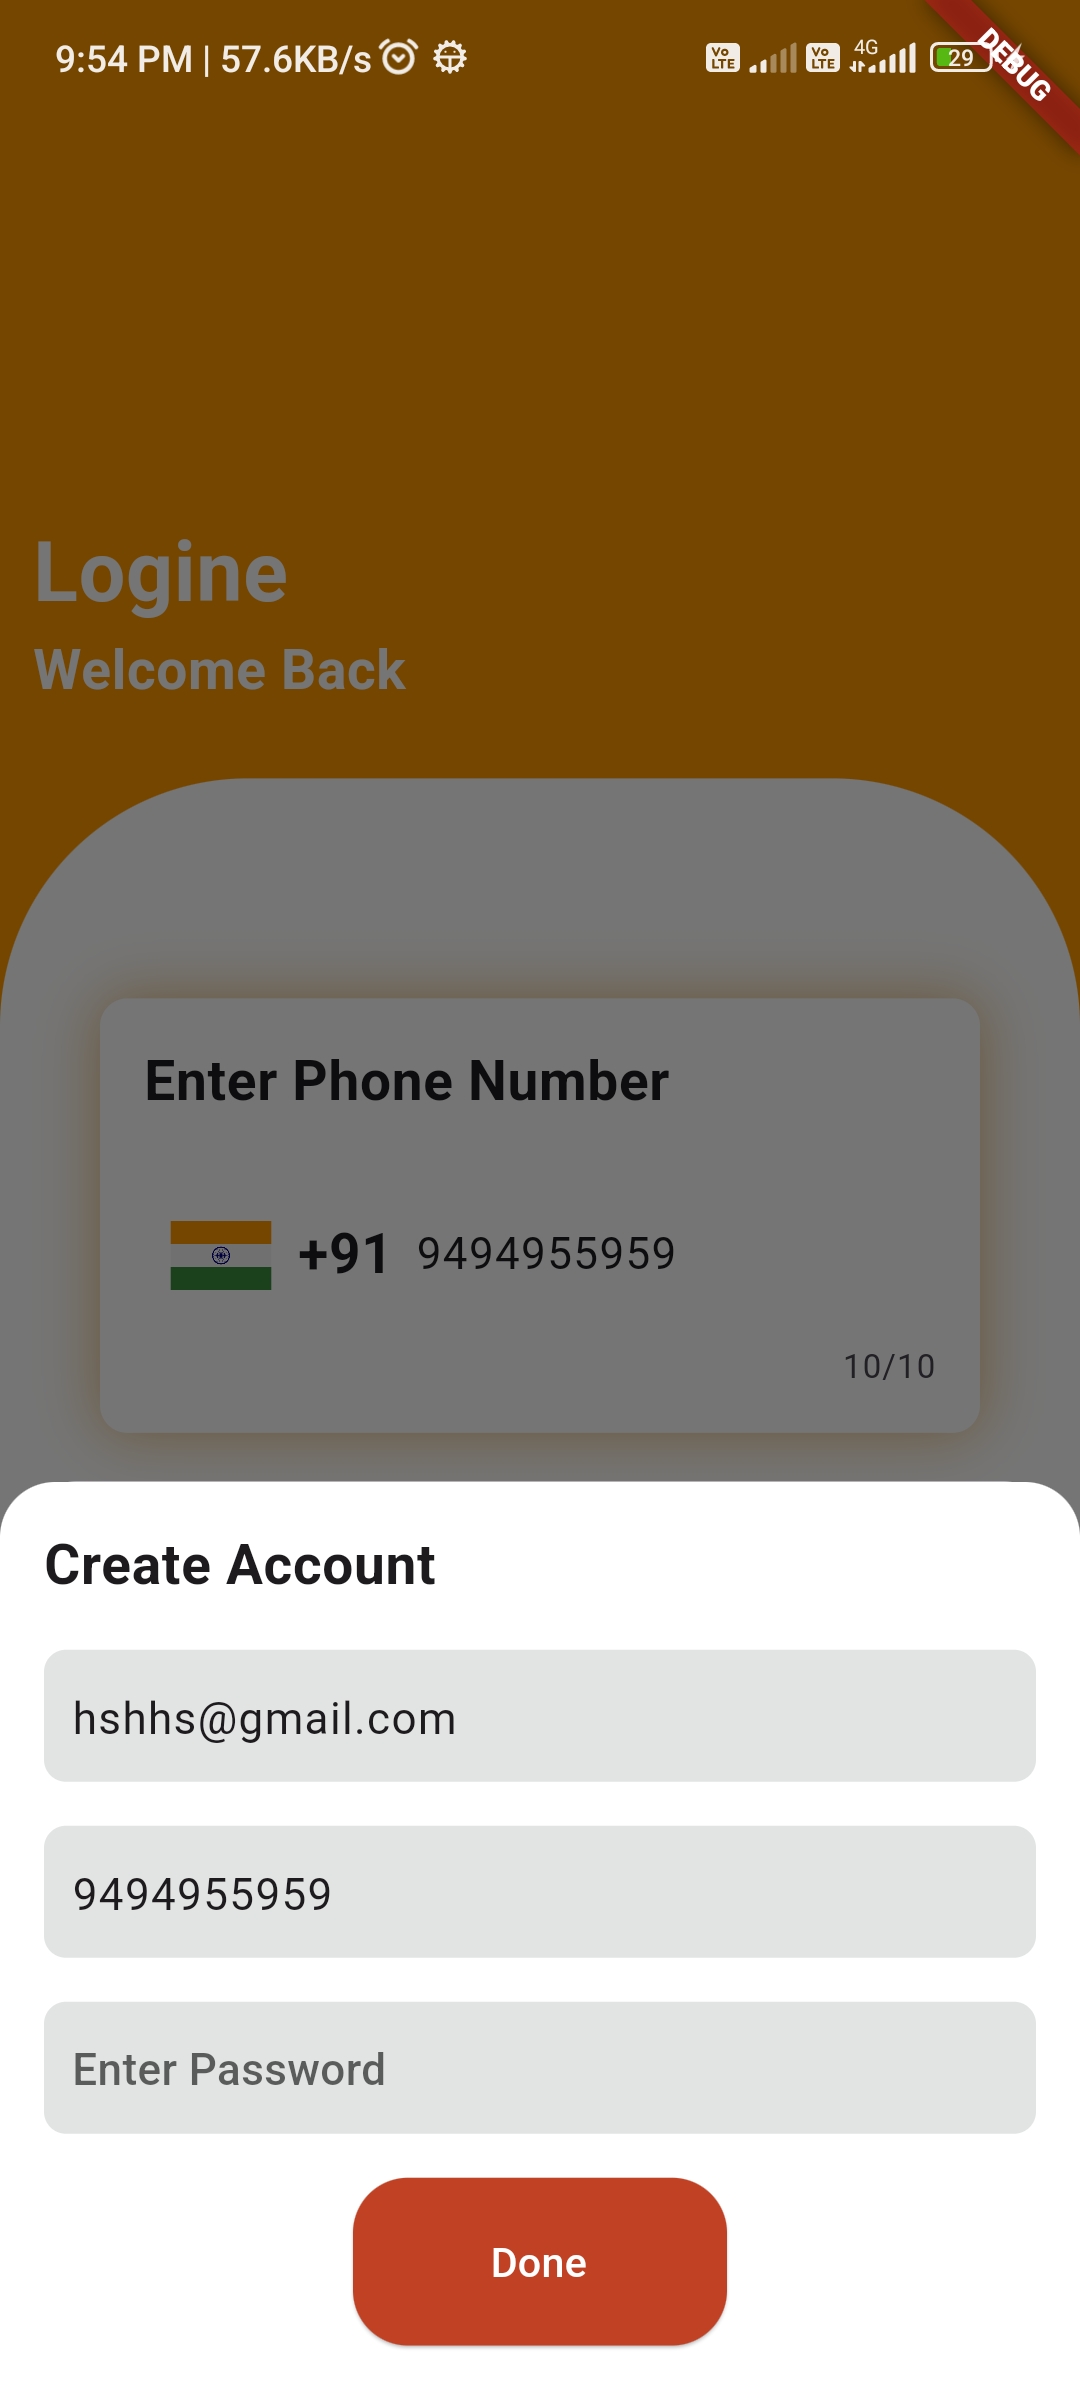 9:54 PM | 57.6KB/s
Vo LTE Vo LTE 4G 29
DEBUG
Logine
Welcome Back
Enter Phone Number
+91 9494955959
10/10
Create Account
hshhs@gmail.com
9494955959
Enter Password
Done